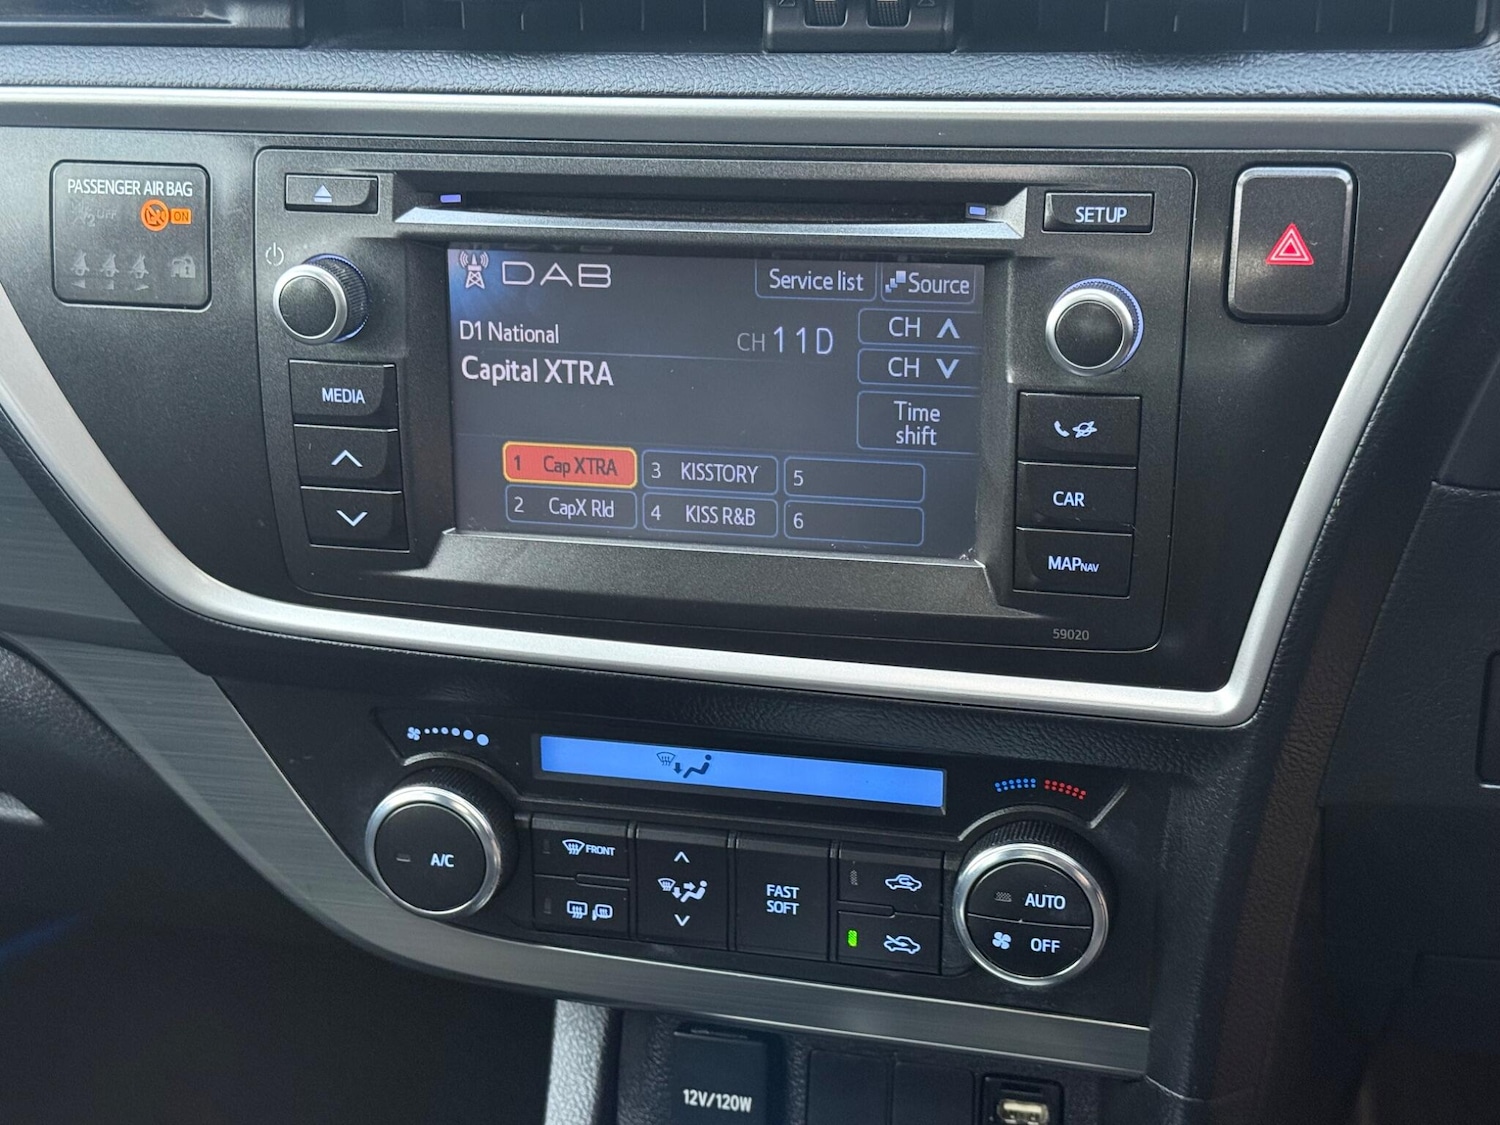 PASSENGER AIR BAG
OFF
ON
SETUP
DAB
Service list
Source
D1 National
CH 11D
CH
Capital XTRA
CH
Time
shift
1 Cap XTRA
3 KISSTORY
5
2 CapX Rld
4 KISS R&B
6
MEDIA
CAR
MAPNAV
59020
A/C
FRONT
FAST
SOFT
AUTO
OFF
12V/120W